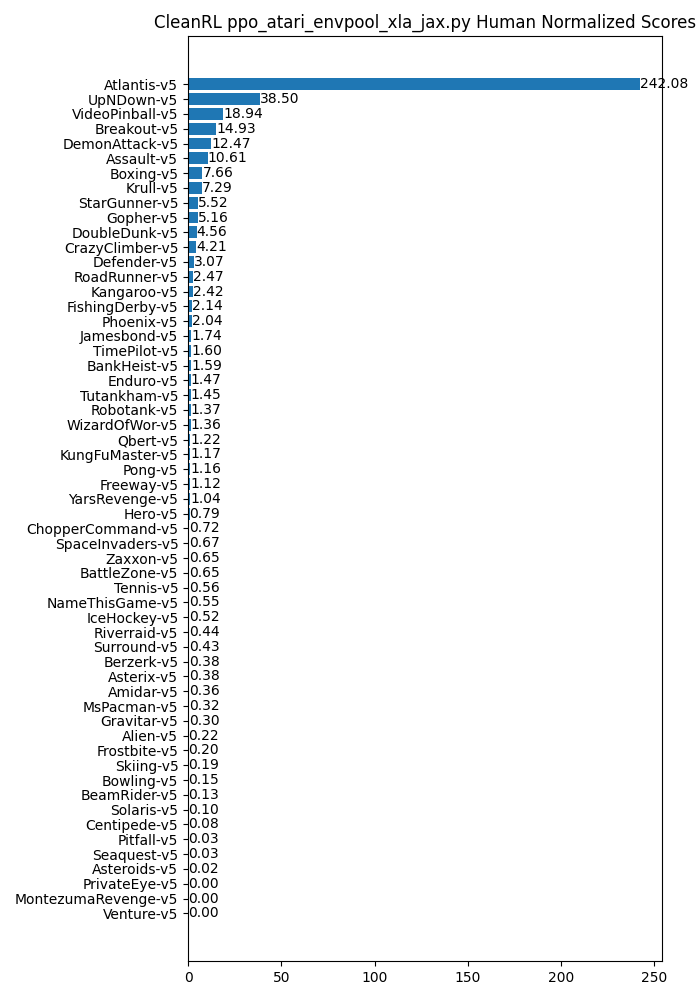 CleanRL ppo_atari_envpool_xla_jax.py Human Normalized Scores
Atlantis-v5 242.08
UpNDown-v5 38.50
VideoPinball-v5 18.94
Breakout-v5 14.93
DemonAttack-v5 12.47
Assault-v5 10.61
Boxing-v5 7.66
Krull-v5 7.29
StarGunner-v5 5.52
Gopher-v5 5.16
DoubleDunk-v5 4.56
CrazyClimber-v5 4.21
Defender-v5 3.07
RoadRunner-v5 2.47
Kangaroo-v5 2.42
FishingDerby-v5 2.14
Phoenix-v5 2.04
Jamesbond-v5 1.74
TimePilot-v5 1.60
BankHeist-v5 1.59
Enduro-v5 1.47
Tutankham-v5 1.45
Robotank-v5 1.37
WizardOfWor-v5 1.36
Qbert-v5 1.22
KungFuMaster-v5 1.17
Pong-v5 1.16
Freeway-v5 1.12
YarsRevenge-v5 1.04
Hero-v5 0.79
ChopperCommand-v5 0.72
SpaceInvaders-v5 0.67
Zaxxon-v5 0.65
BattleZone-v5 0.65
Tennis-v5 0.56
NameThisGame-v5 0.55
IceHockey-v5 0.52
Riverraid-v5 0.44
Surround-v5 0.43
Berzerk-v5 0.38
Asterix-v5 0.38
Amidar-v5 0.36
MsPacman-v5 0.32
Gravitar-v5 0.30
Alien-v5 0.22
Frostbite-v5 0.20
Skiing-v5 0.19
Bowling-v5 0.15
BeamRider-v5 0.13
Solaris-v5 0.10
Centipede-v5 0.08
Pitfall-v5 0.03
Seaquest-v5 0.03
Asteroids-v5 0.02
PrivateEye-v5 0.00
MontezumaRevenge-v5 0.00
Venture-v5 0.00
0 50 100 150 200 250